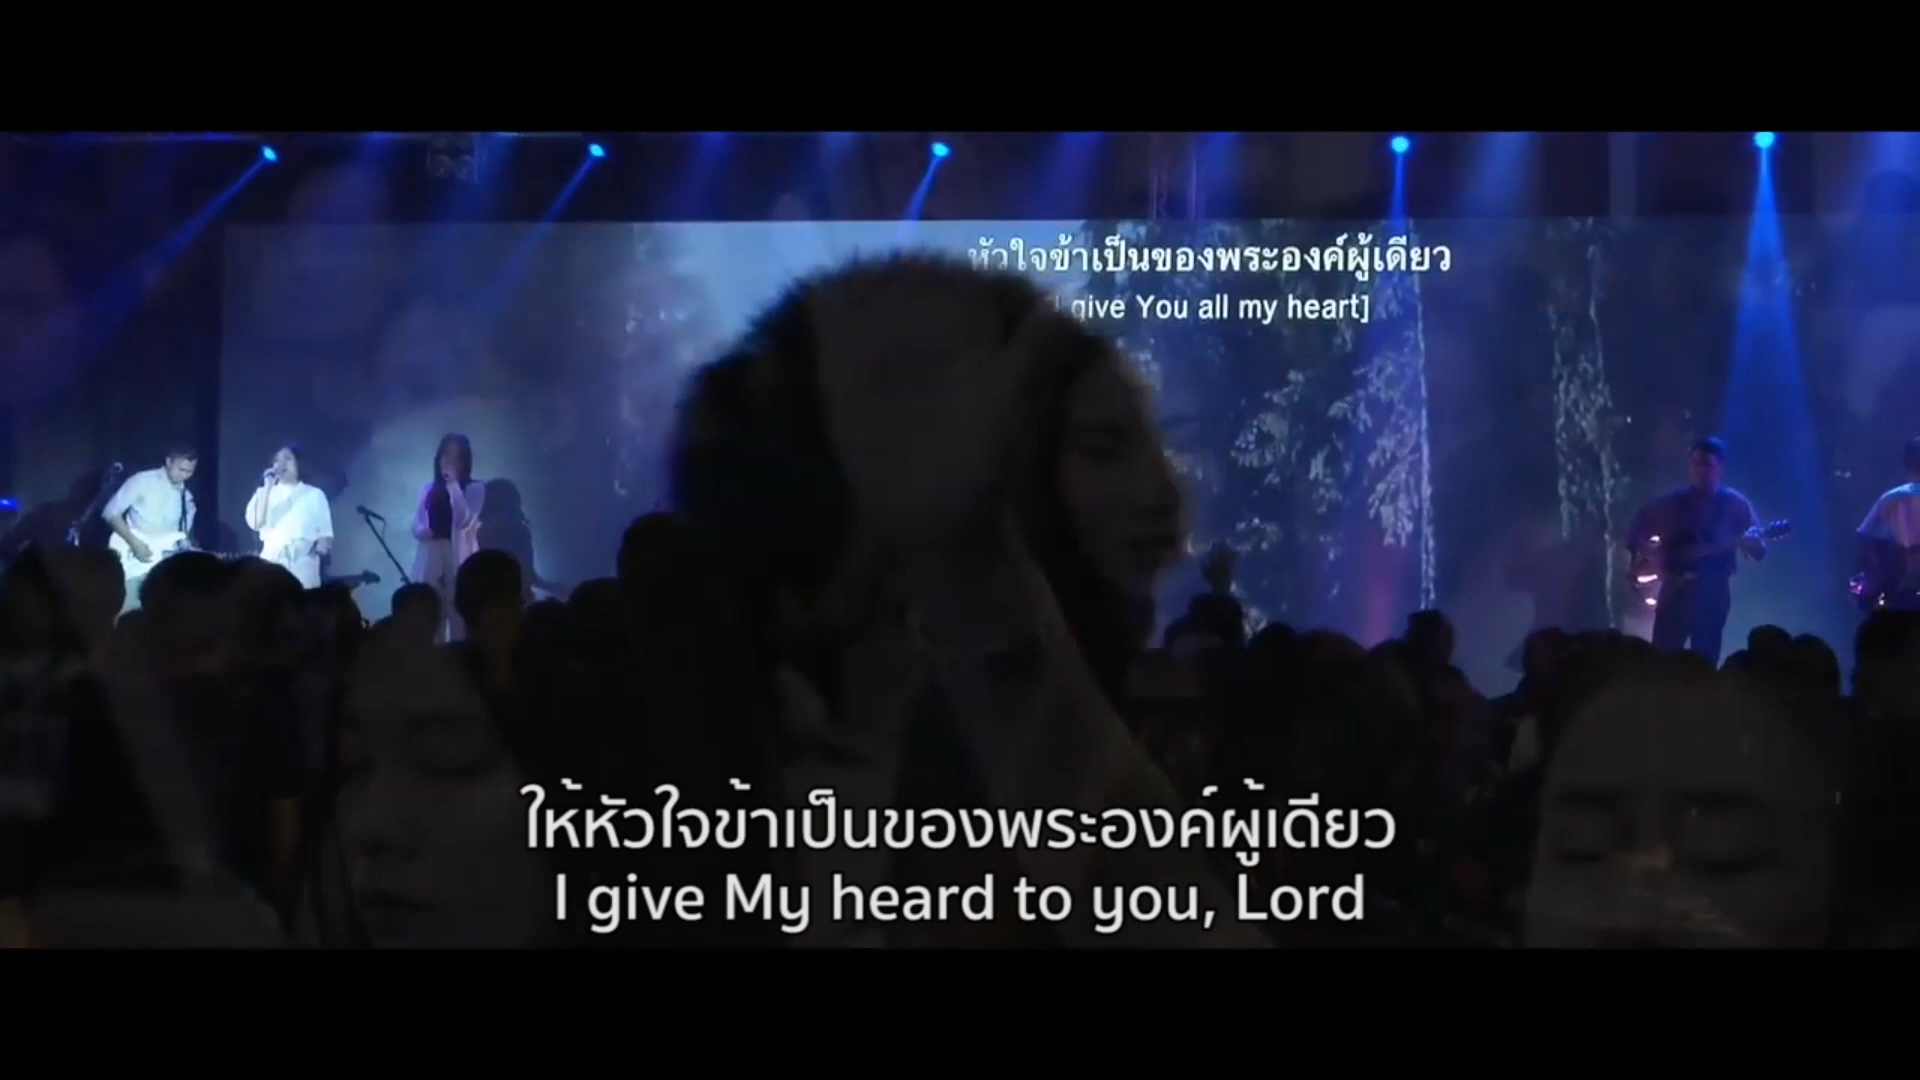 หัวใจข้าเป็นของพระองค์ผู้เดียว
give You all my heart]
ให้หัวใจข้าเป็นของพระองค์ผู้เดียว
I give My heard to you, Lord